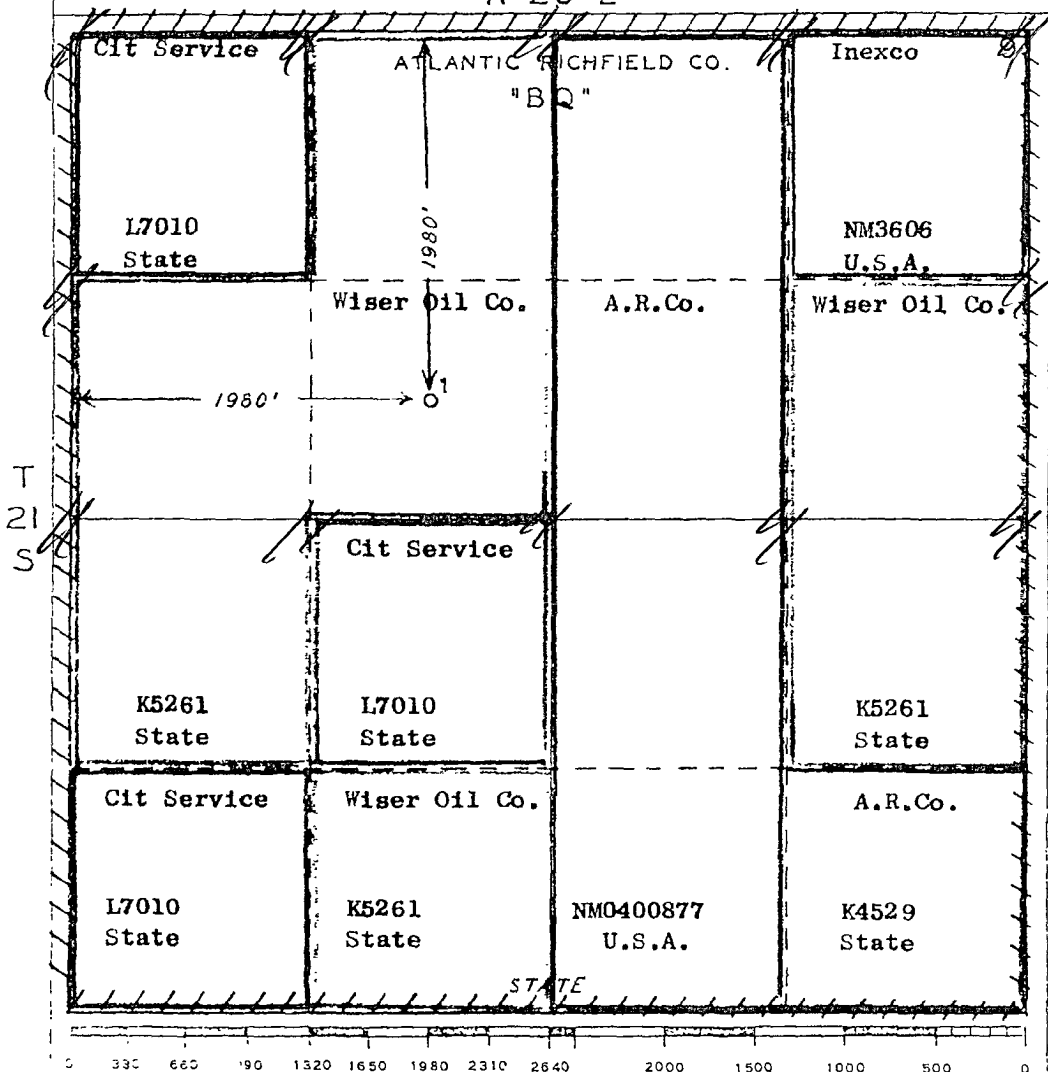 Cit Service
ATLANTIC RICHFIELD CO.
Inexco
"BQ"
L7010
State
1980'
NM3606
U.S.A.
Wiser Oil Co.
A.R.Co.
Wiser Oil Co.
1980'
1
T
21
S
Cit Service
K5261
State
L7010
State
K5261
State
Cit Service
Wiser Oil Co.
A.R.Co.
L7010
State
K5261
State
NM0400877
U.S.A.
K4529
State
STATE
330 660 1320 1650 1980 2310 2640 2000 1500 1000 500 0